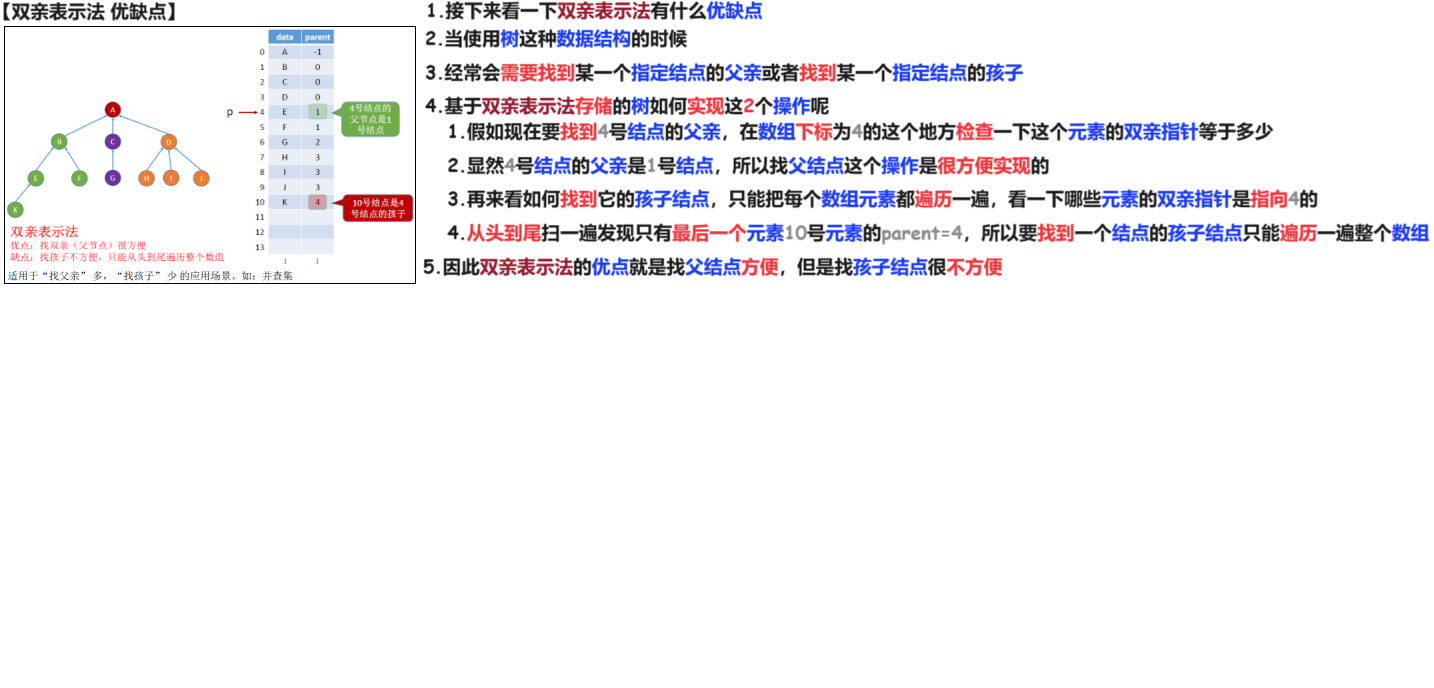 【双亲表示法 优缺点】
data parent
0 A -1
1 B 0
2 C 0
3 D 0
p 4 E 1
5 F 1
6 G 2
7 H 3
8 I 3
9 J 3
10 K 4
11
12
13
⋮ ⋮
4号结点的
父节点是1
号结点
10号结点是4
号结点的孩子
A
B C D
E F G H I J
K
双亲表示法
优点：找双亲（父节点）很方便
缺点：找孩子不方便，只能从头到尾遍历整个数组
适用于“找父亲” 多，“找孩子” 少 的应用场景。如：并查集
1.接下来看一下双亲表示法有什么优缺点
2.当使用树这种数据结构的时候
3.经常会需要找到某一个指定结点的父亲或者找到某一个指定结点的孩子
4.基于双亲表示法存储的树如何实现这2个操作呢
1.假如现在要找到4号结点的父亲，在数组下标为4的这个地方检查一下这个元素的双亲指针等于多少
2.显然4号结点的父亲是1号结点，所以找父结点这个操作是很方便实现的
3.再来看如何找到它的孩子结点，只能把每个数组元素都遍历一遍，看一下哪些元素的双亲指针是指向4的
4.从头到尾扫一遍发现只有最后一个元素10号元素的parent=4，所以要找到一个结点的孩子结点只能遍历一遍整个数组
5.因此双亲表示法的优点就是找父结点方便，但是找孩子结点很不方便